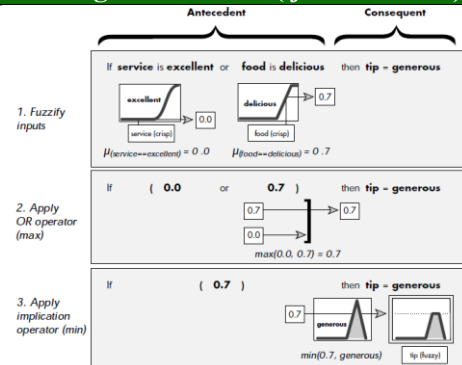 Antecedent Consequent
If service is excellent or food is delicious then tip = generous
excellent
delicious
0.7
0.0
1. Fuzzify
inputs
service (crisp)
food (crisp)
μ(service==excellent) = 0 .0 μ(food==delicious) = 0 .7
If ( 0.0 or 0.7 ) then tip = generous
2. Apply
OR operator
(max)
0.7
0.7
0.0
max(0.0, 0.7) = 0.7
If ( 0.7 ) then tip = generous
3. Apply
implication
operator (min)
0.7
generous
min(0.7, generous)
tip (fuzzy)